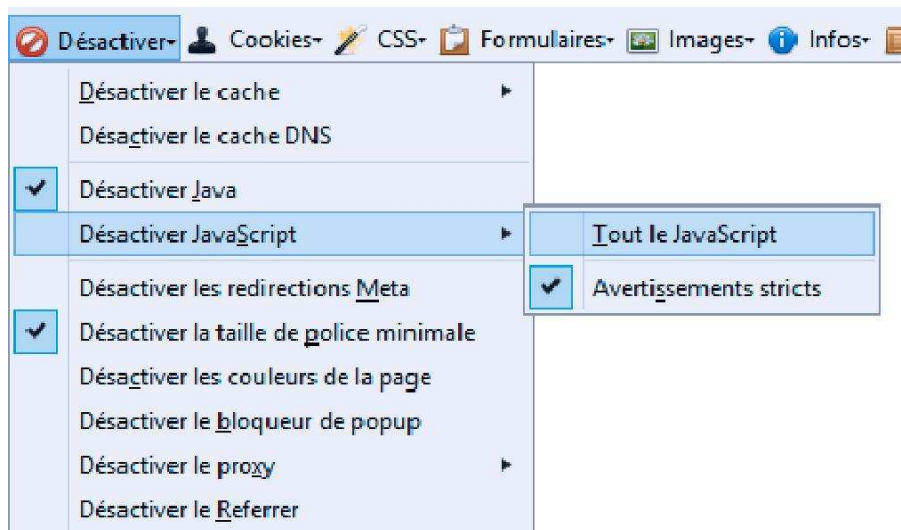 Désactiver Cookies CSS Formulaires Images Infos
Désactiver le cache
Désactiver le cache DNS
Désactiver Java
Désactiver JavaScript
Tout le JavaScript
Désactiver les redirections Meta
Avertissements stricts
Désactiver la taille de police minimale
Désactiver les couleurs de la page
Désactiver le bloqueur de popup
Désactiver le proxy
Désactiver le Referrer